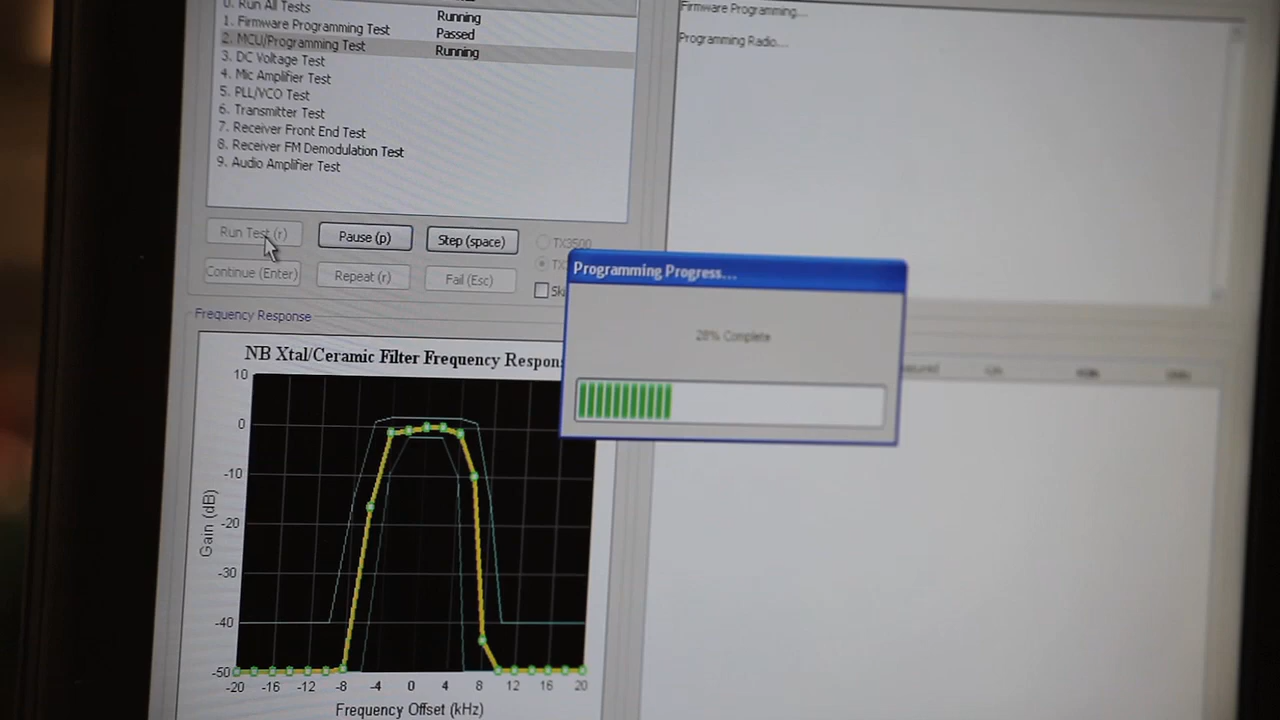 0. Run All Tests Running
1. Firmware Programming Test Passed
2. MCU/Programming Test Running
3. DC Voltage Test
4. Mic Amplifier Test
5. PLL/VCO Test
6. Transmitter Test
7. Receiver Front End Test
8. Receiver FM Demodulation Test
9. Audio Amplifier Test
Firmware Programming...
Programming Radio...
Run Test (r) Pause (p) Step (space) TX3500
Continue (Enter) Repeat (r) Fail (Esc)
Programming Progress...
28% Complete
Frequency Response
NB Xtal/Ceramic Filter Frequency Respon
10
0
-10
-20
-30
-40
-50
Gain (dB)
-20 -16 -12 -8 -4 0 4 8 12 16 20
Frequency Offset (kHz)